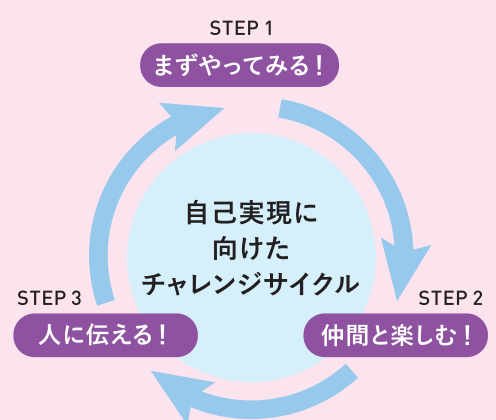 STEP 1
まずやってみる！
自己実現に
向けた
チャレンジサイクル
STEP 2
仲間と楽しむ！
STEP 3
人に伝える！